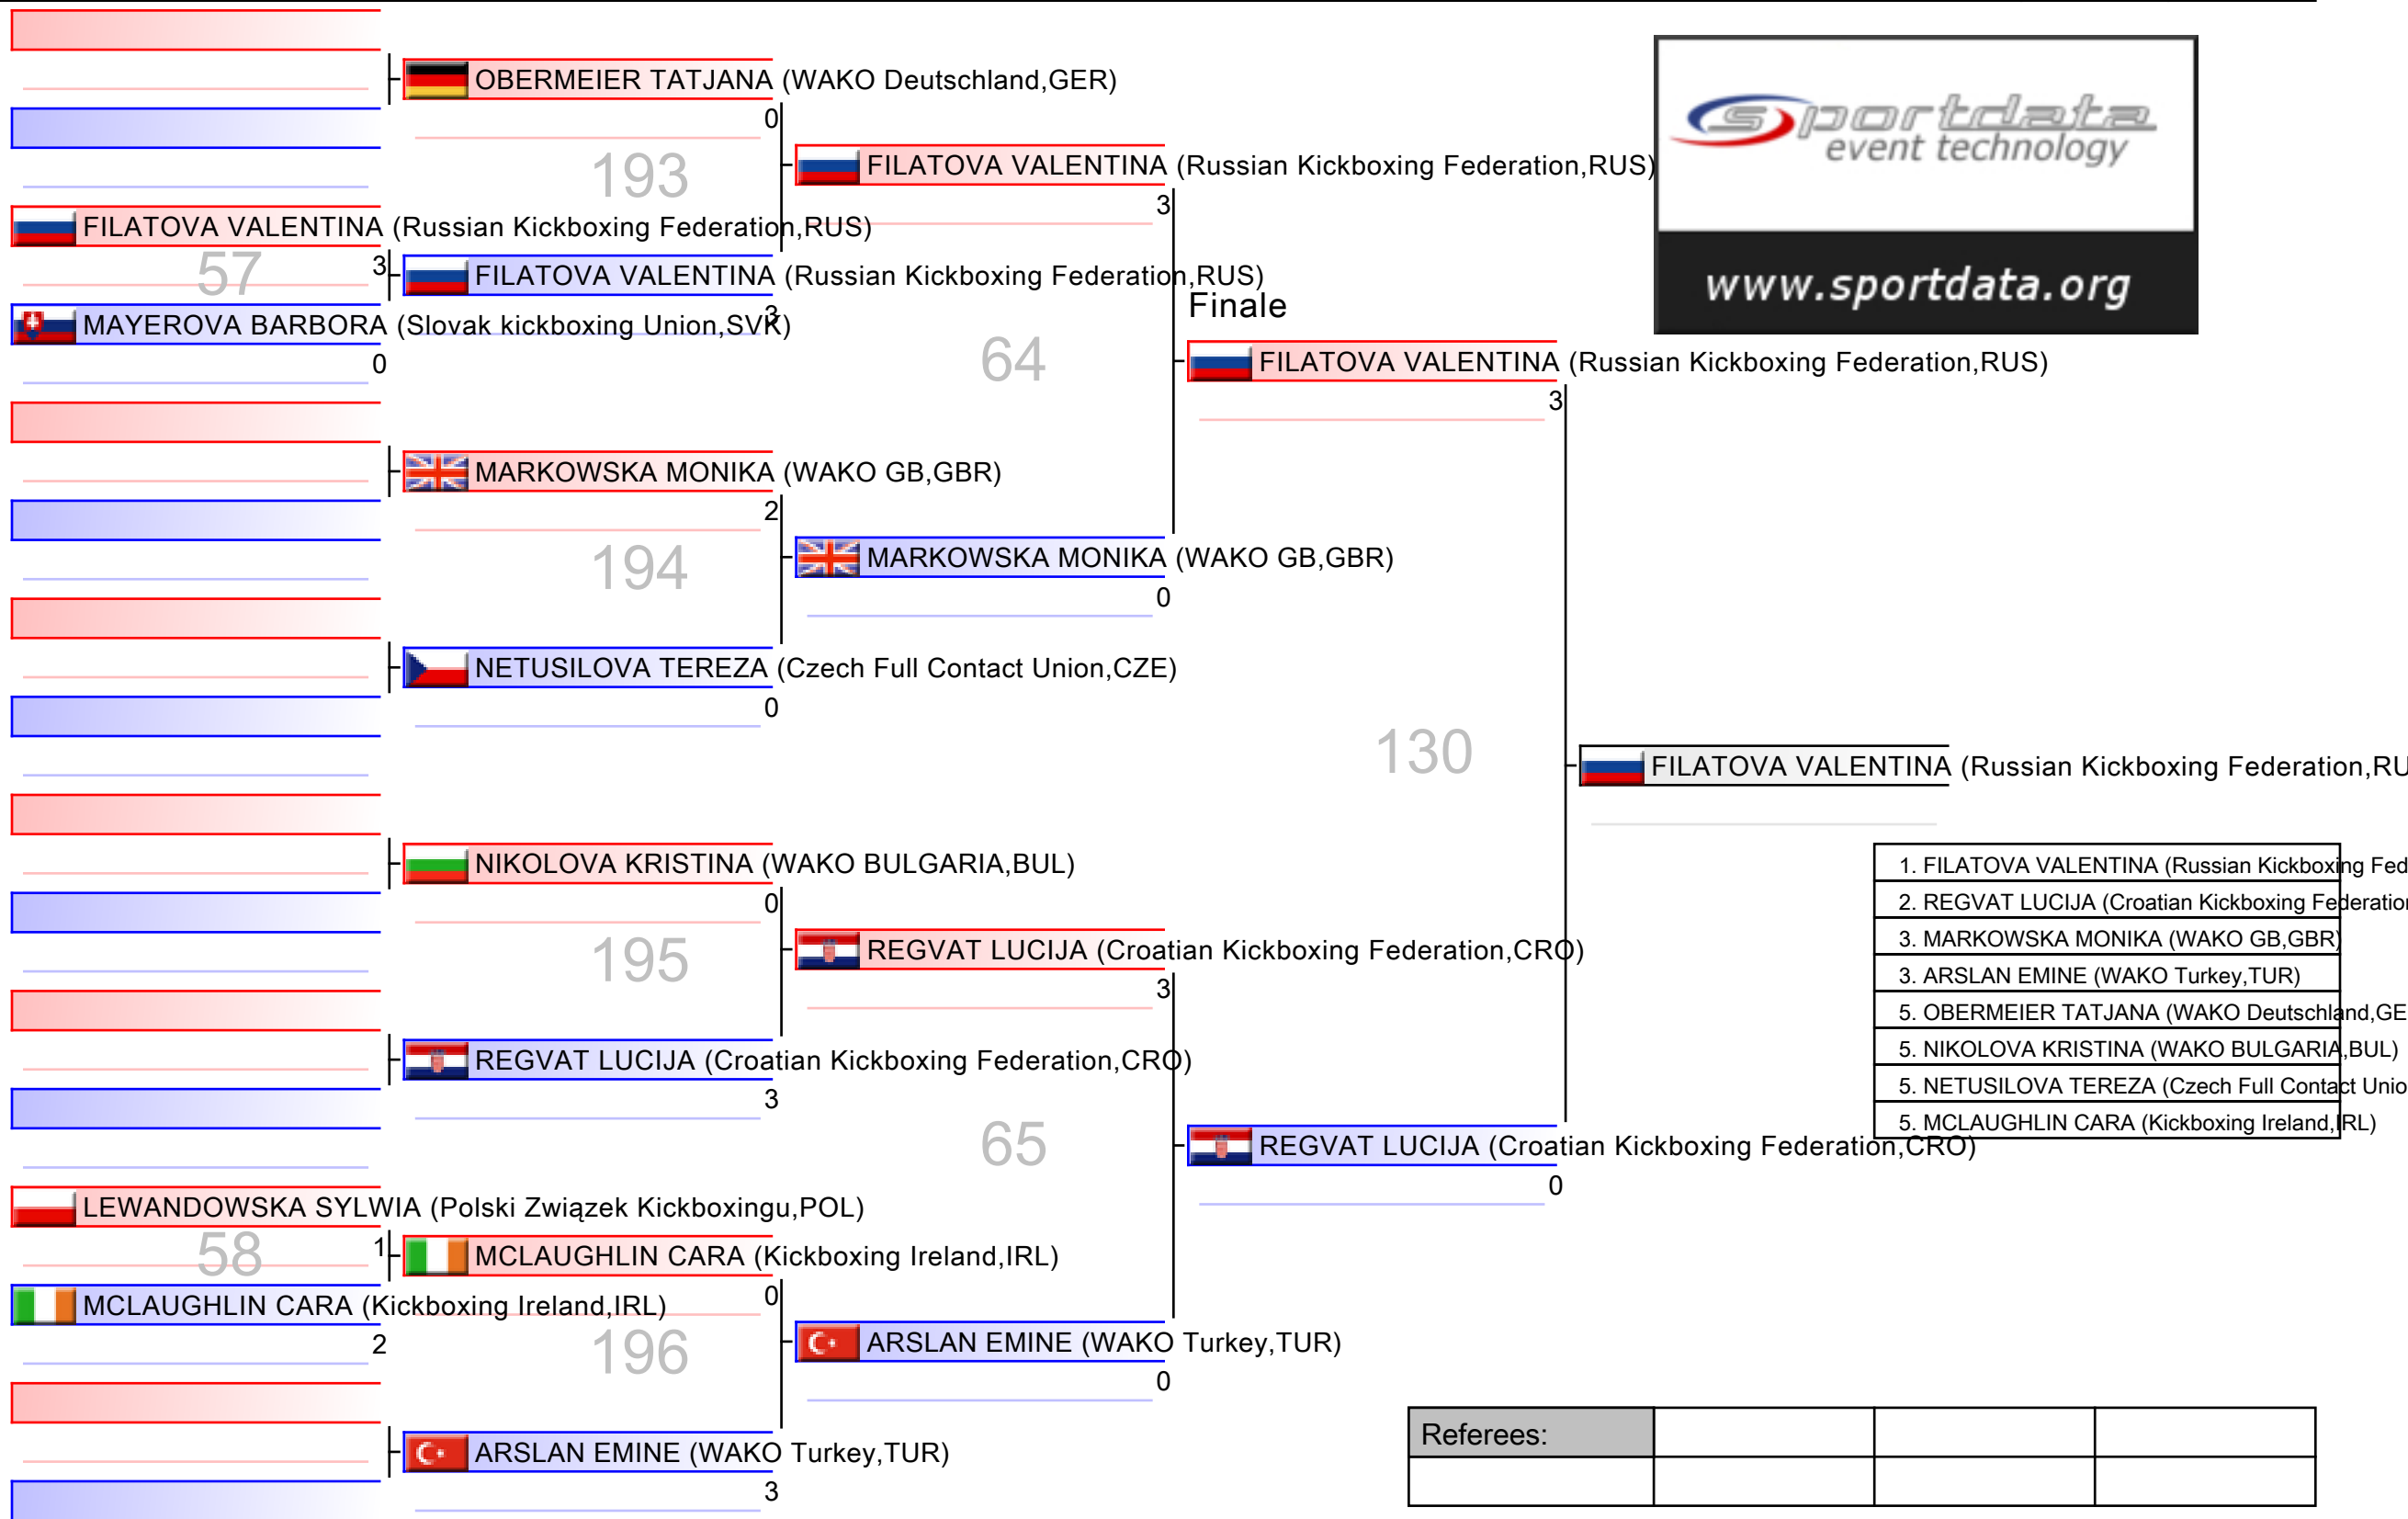 OBERMEIER TATJANA (WAKO Deutschland,GER)
0
193
FILATOVA VALENTINA (Russian Kickboxing Federation,RUS)
3
sportdata
event technology
www.sportdata.org
FILATOVA VALENTINA (Russian Kickboxing Federation,RUS)
57
3
FILATOVA VALENTINA (Russian Kickboxing Federation,RUS)
3
MAYEROVA BARBORA (Slovak kickboxing Union,SVK)
0
Finale
64
FILATOVA VALENTINA (Russian Kickboxing Federation,RUS)
3
MARKOWSKA MONIKA (WAKO GB,GBR)
2
194
MARKOWSKA MONIKA (WAKO GB,GBR)
0
NETUSILOVA TEREZA (Czech Full Contact Union,CZE)
0
130
FILATOVA VALENTINA (Russian Kickboxing Federation,RU
NIKOLOVA KRISTINA (WAKO BULGARIA,BUL)
0
195
REGVAT LUCIJA (Croatian Kickboxing Federation,CRO)
3
REGVAT LUCIJA (Croatian Kickboxing Federation,CRO)
3
65
REGVAT LUCIJA (Croatian Kickboxing Federation,CRO)
0
1. FILATOVA VALENTINA (Russian Kickboxing Fed
2. REGVAT LUCIJA (Croatian Kickboxing Federation
3. MARKOWSKA MONIKA (WAKO GB,GBR)
3. ARSLAN EMINE (WAKO Turkey,TUR)
5. OBERMEIER TATJANA (WAKO Deutschland,GE
5. NIKOLOVA KRISTINA (WAKO BULGARIA,BUL)
5. NETUSILOVA TEREZA (Czech Full Contact Unio
5. MCLAUGHLIN CARA (Kickboxing Ireland,IRL)
LEWANDOWSKA SYLWIA (Polski Związek Kickboxingu,POL)
58
1
MCLAUGHLIN CARA (Kickboxing Ireland,IRL)
0
MCLAUGHLIN CARA (Kickboxing Ireland,IRL)
2
196
ARSLAN EMINE (WAKO Turkey,TUR)
0
ARSLAN EMINE (WAKO Turkey,TUR)
3
Referees: